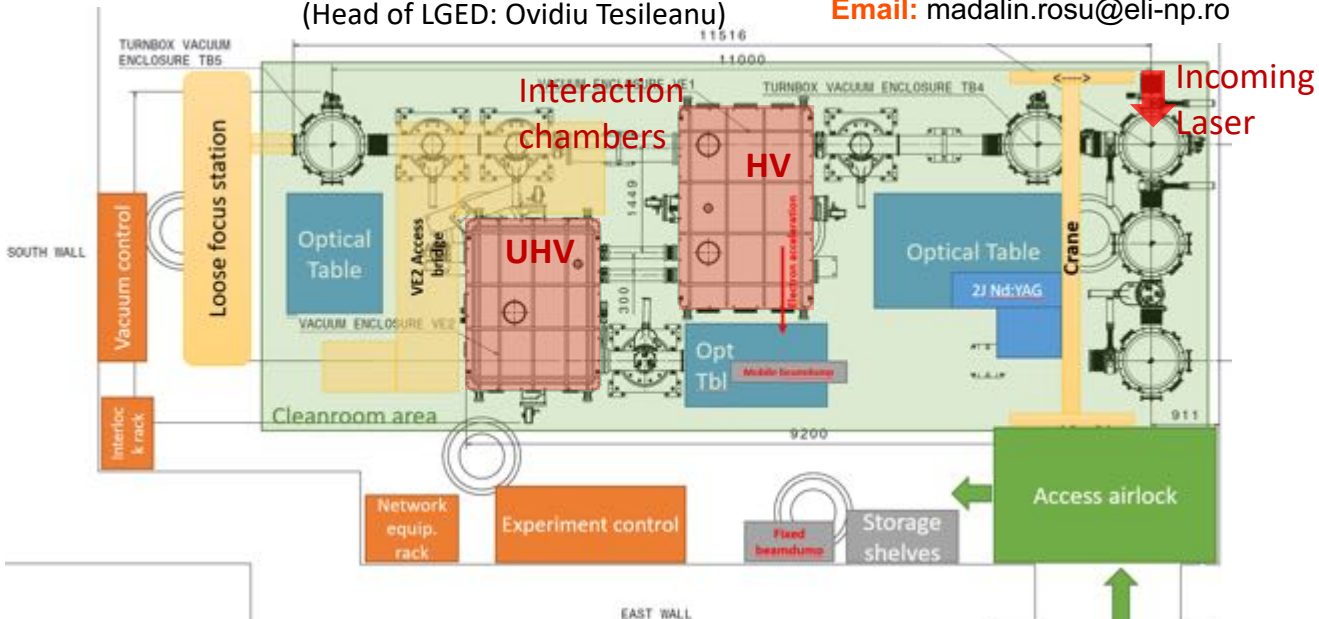 (Head of LGED: Ovidiu Tesileanu)
Email: madalin.rosu@eli-np.ro
TURNBOX VACUUM
ENCLOSURE TB5
11516
11000
VACUUM ENCLOSURE VE1
TURNBOX VACUUM ENCLOSURE TB4
Interaction
chambers
Incoming
Laser
<---->
HV
UHV
1449
300
Electron acceleration
Loose focus station
Optical
Table
VE2 Access
bridge
Optical Table
2J Nd:YAG
Crane
SOUTH WALL
Vacuum control
VACUUM ENCLOSURE VE2
Opt
Tbl
Mobile beamdump
Cleanroom area
Interloc
k rack
9200
911
Access airlock
Network
equip.
rack
Experiment control
Fixed
beamdump
Storage
shelves
EAST WALL